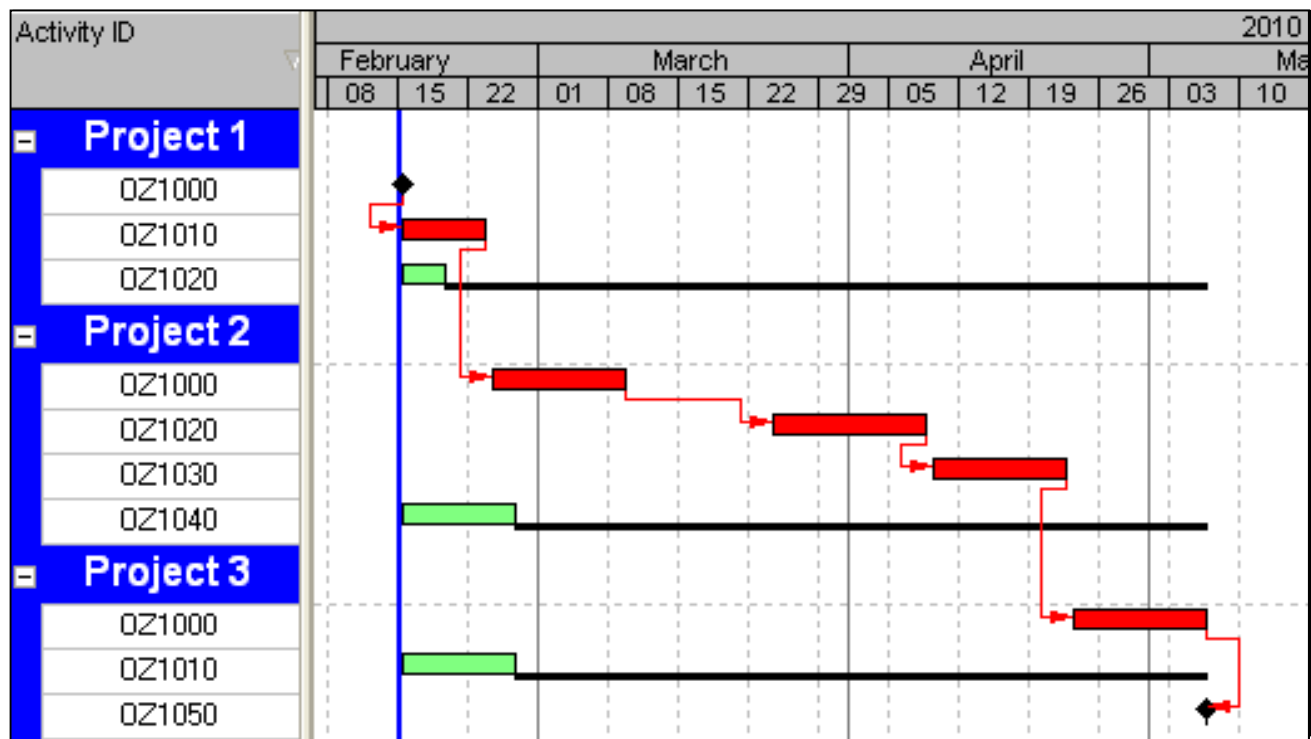 Activity ID
2010
February March April Ma
08 15 22 01 08 15 22 29 05 12 19 26 03 10
Project 1
OZ1000
OZ1010
OZ1020
Project 2
OZ1000
OZ1020
OZ1030
OZ1040
Project 3
OZ1000
OZ1010
OZ1050